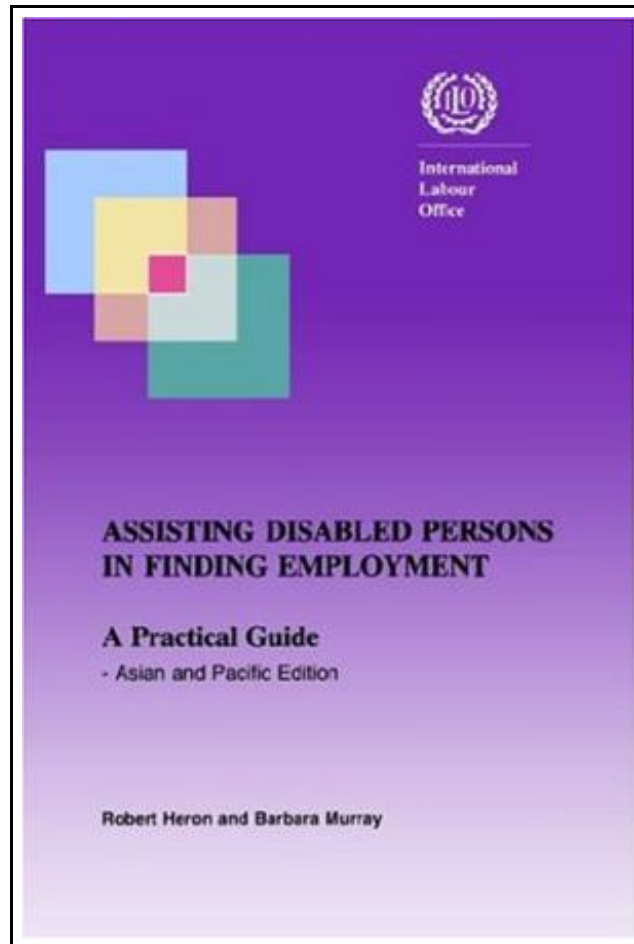 ILO
International
Labour
Office
ASSISTING DISABLED PERSONS
IN FINDING EMPLOYMENT
A Practical Guide
- Asian and Pacific Edition
Robert Heron and Barbara Murray